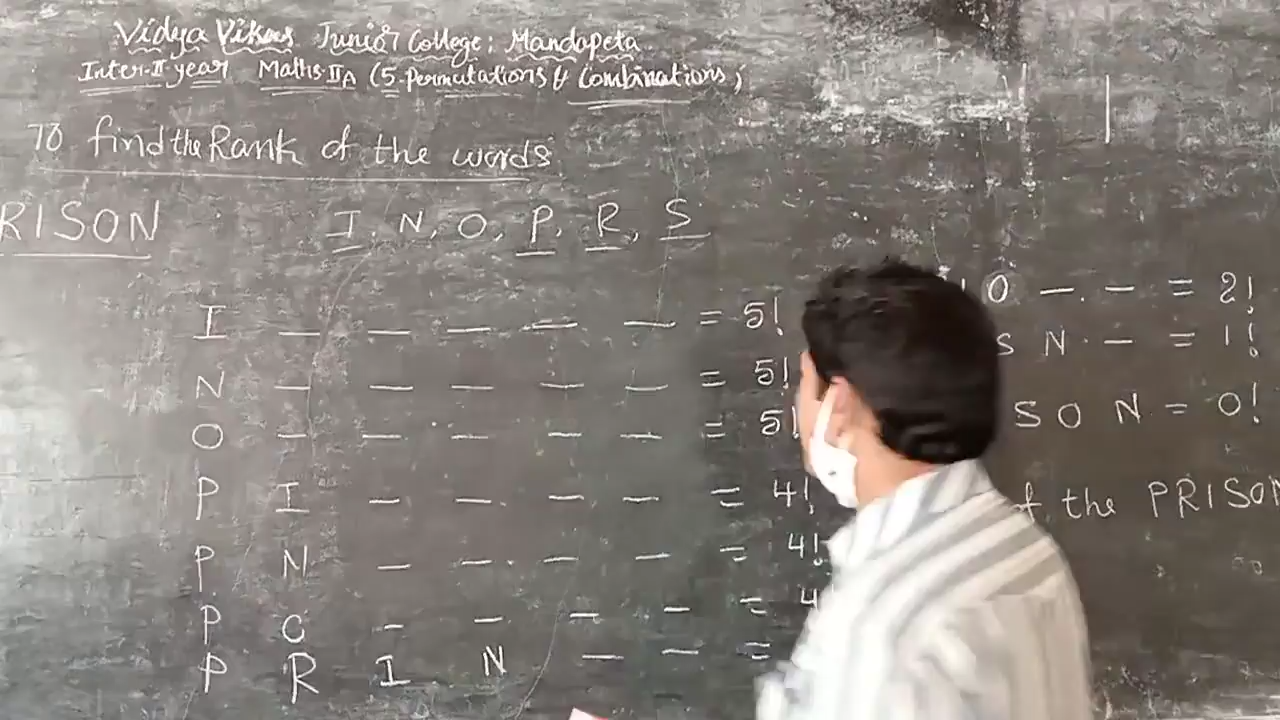 Vidya Vikas Junior College; Mandapeta
Inter-II-year Maths-IIA (5.Permutations & Combinations;
To find the Rank of the words
RISON I, N, O, P, R, S
I – – – – – = 5!
N – – – – – = 5!
O – – – – – = 5!
P I – – – – = 4!
P N – – – – = 4!
P O – – – – = 4!
P R I N – – =
O – – = 2!
S N – = 1!
S O N = 0!
of the PRISON